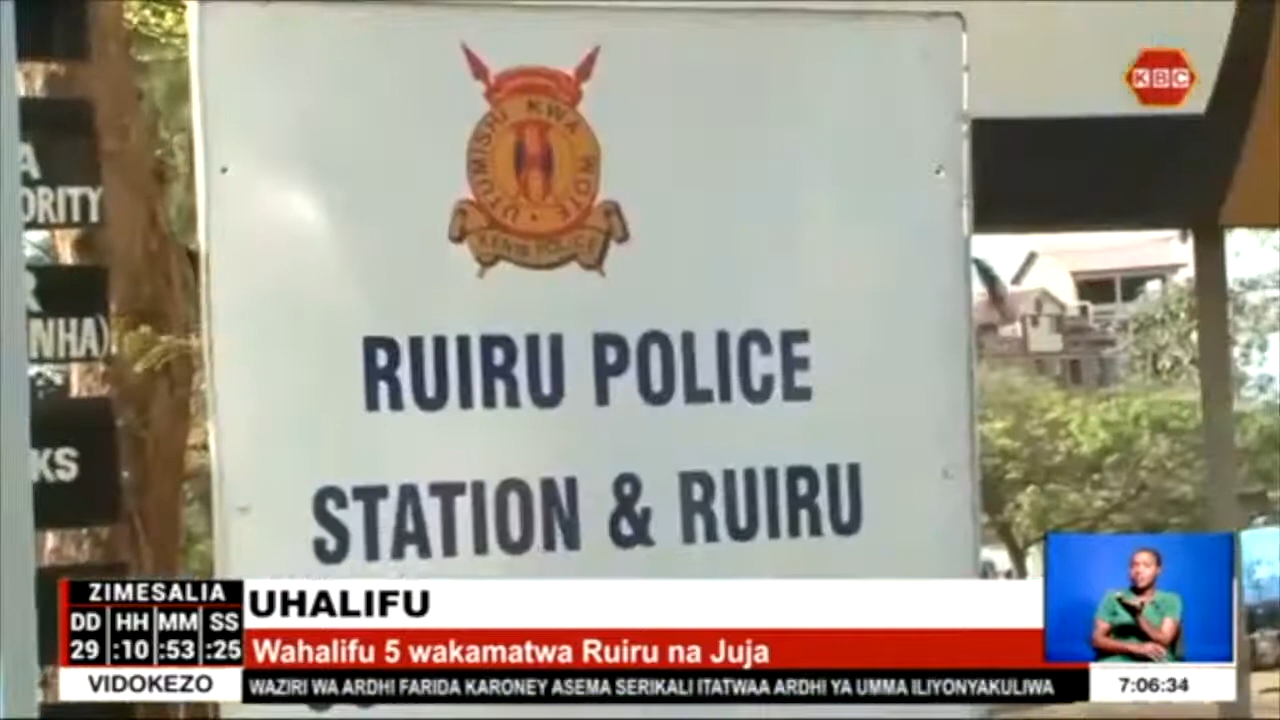 KBC
UTUMISHI KWA WOTE
KENYA POLICE
RUIRU POLICE
STATION & RUIRU
A
ORITY
R
NHA)
KS
ZIMESALIA
DD HH MM SS
29 :10 :53 :25
UHALIFU
Wahalifu 5 wakamatwa Ruiru na Juja
VIDOKEZO
WAZIRI WA ARDHI FARIDA KARONEY ASEMA SERIKALI ITATWAA ARDHI YA UMMA ILIYONYAKULIWA
7:06:34